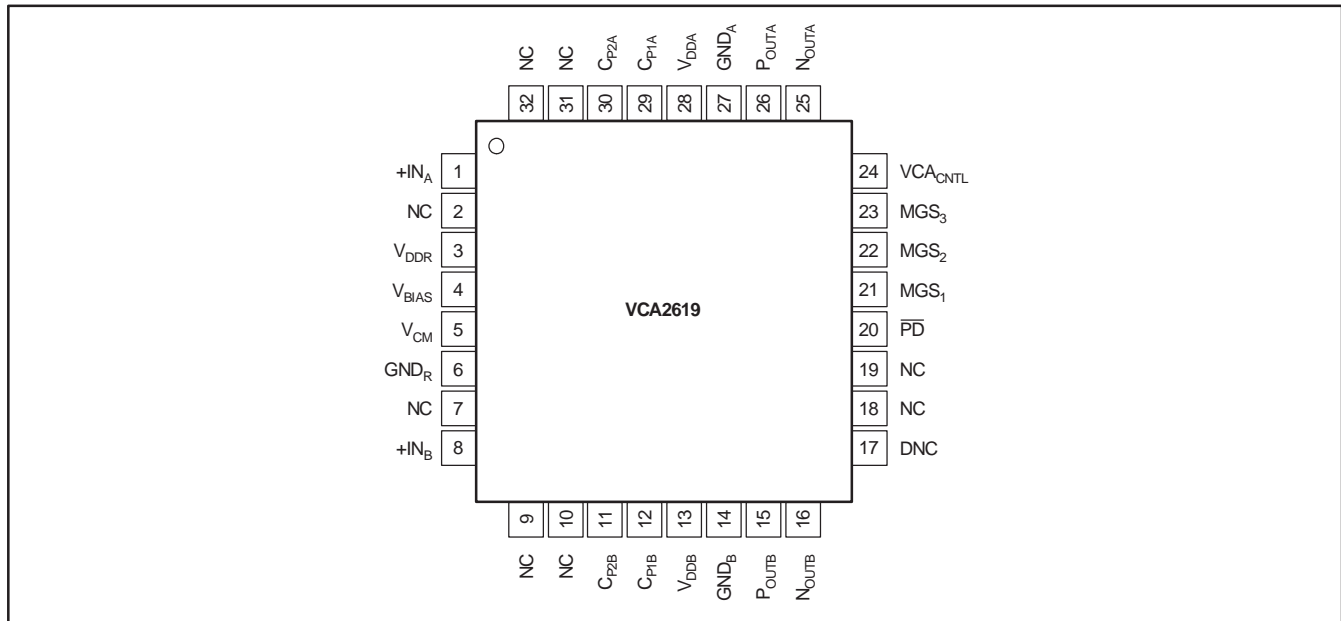 NC NC CP2A CP1A VDDA GNDA POUTA NOUTA
32 31 30 29 28 27 26 25
+INA 1
NC 2
VDDR 3
VBIAS 4
VCM 5
GNDR 6
NC 7
+INB 8
VCA2619
24 VCACNTL
23 MGS3
22 MGS2
21 MGS1
20 P̅D̅
19 NC
18 NC
17 DNC
9 10 11 12 13 14 15 16
NC NC CP2B CP1B VDDB GNDB POUTB NOUTB